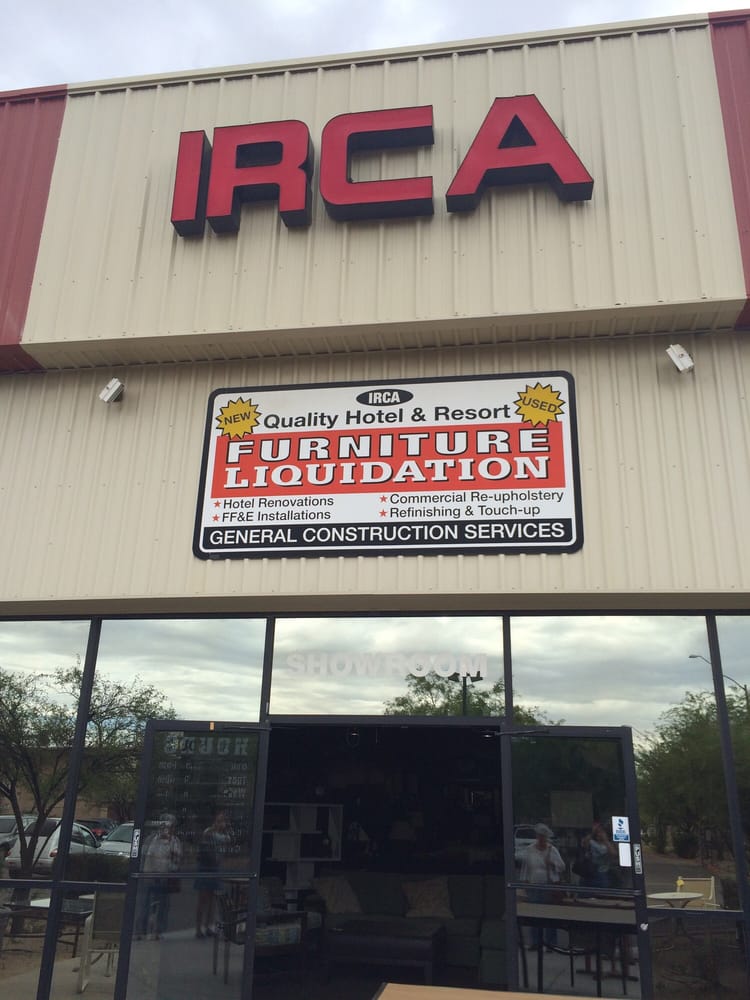 IRCA
IRCA
NEW
Quality Hotel & Resort
USED
FURNITURE
LIQUIDATION
★Hotel Renovations
★Commercial Re-upholstery
★FF&E Installations
★Refinishing & Touch-up
GENERAL CONSTRUCTION SERVICES
SHOWROOM
HOURS